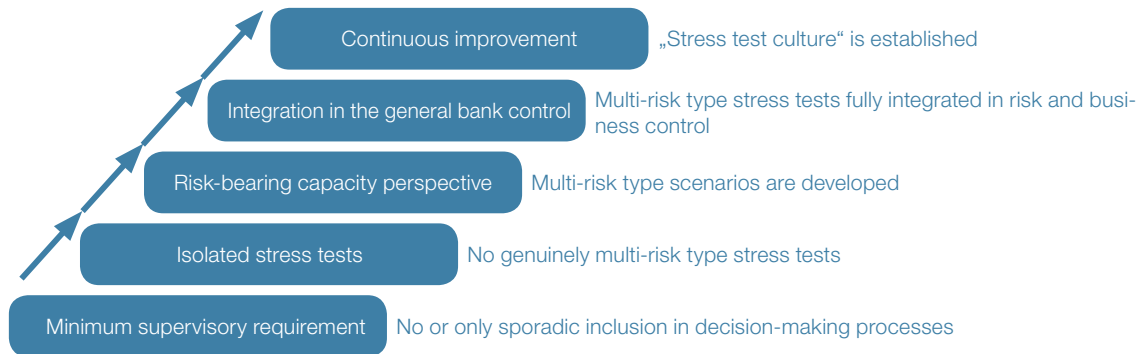 Continuous improvement
„Stress test culture“ is established
Integration in the general bank control
Multi-risk type stress tests fully integrated in risk and busi-
ness control
Risk-bearing capacity perspective
Multi-risk type scenarios are developed
Isolated stress tests
No genuinely multi-risk type stress tests
Minimum supervisory requirement
No or only sporadic inclusion in decision-making processes